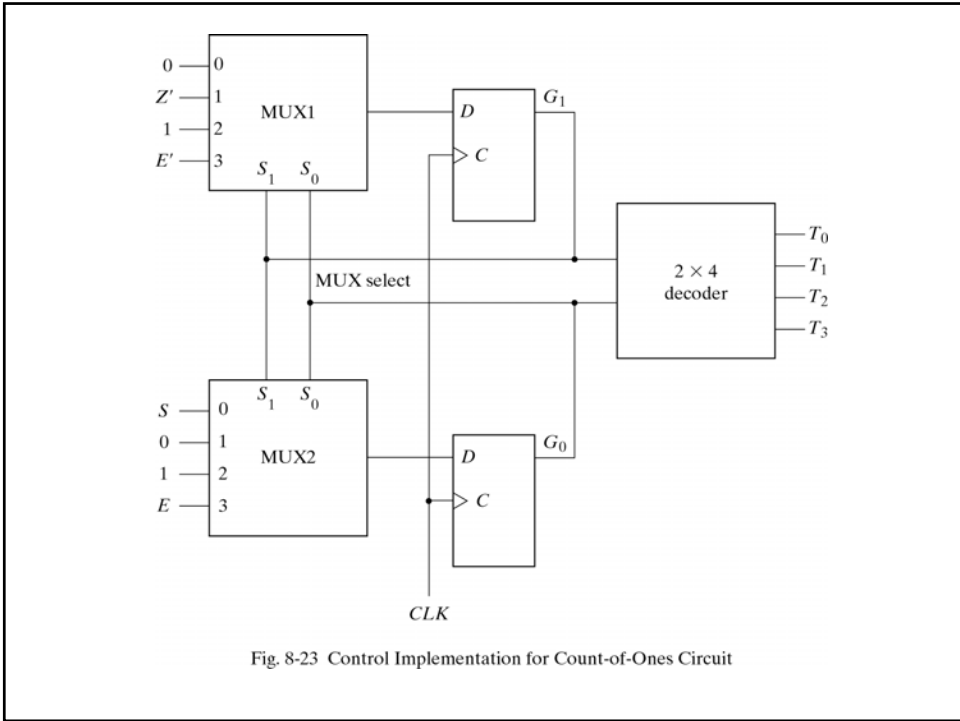 0
Z'
1
E'
0
1
2
3
MUX1
S1 S0
D
C
G1
MUX select
2 × 4
decoder
T0
T1
T2
T3
S
0
1
E
0
1
2
3
S1 S0
MUX2
D
C
G0
CLK
Fig. 8-23 Control Implementation for Count-of-Ones Circuit